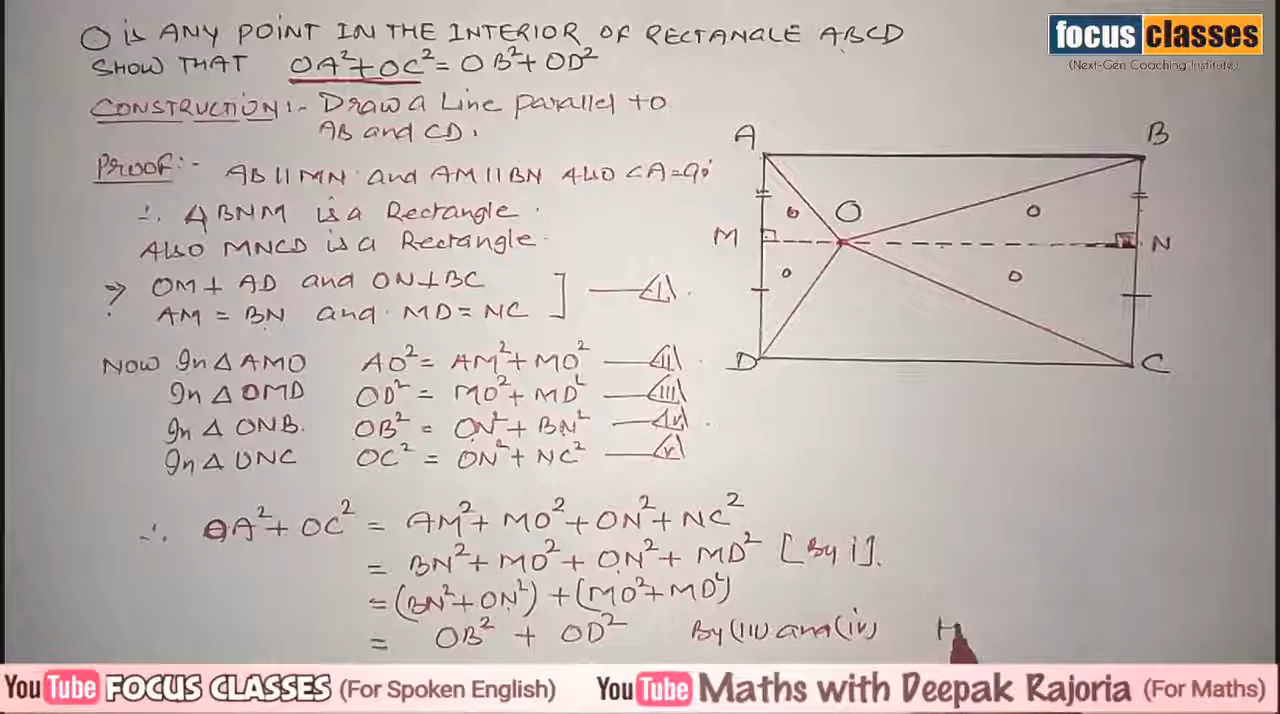 O is ANY POINT IN THE INTERIOR OF RECTANGLE ABCD
SHOW THAT OA²+OC²=OB²+OD²
CONSTRUCTION:- Draw a Line parallel to
AB and CD.
Proof:- AB||MN and AM||BN Also ∠A=90°
∴ ABNM is a Rectangle.
Also MNCD is a Rectangle.
⇒ OM⊥AD and ON⊥BC
AM = BN and MD = NC ] —(i).
Now In △AMO AO² = AM²+MO² —(ii).
In △OMD OD² = MO²+MD² —(iii)
In △ONB. OB² = ON²+BN² —(iv).
In △ONC OC² = ON²+NC² —(v)
∴ OA²+OC² = AM²+MO²+ON²+NC²
= BN²+MO²+ON²+MD² [By i].
=(BN²+ON²)+(MO²+MD²)
= OB² + OD² By(iii) and(iv) H
A
B
O
M
N
D
C
focus classes
(Next-Gen Coaching Institute)
YouTube FOCUS CLASSES (For Spoken English) YouTube Maths with Deepak Rajoria (For Maths)